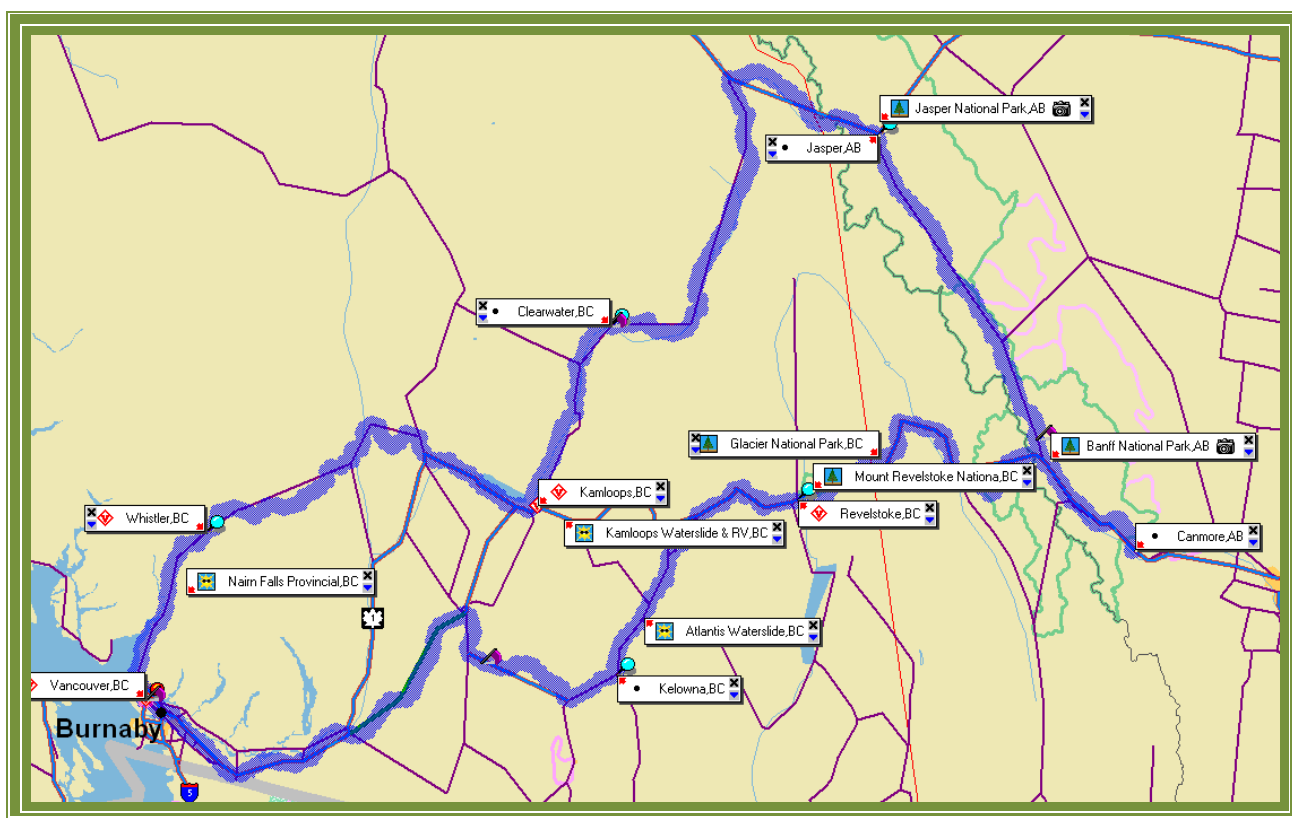 Jasper National Park,AB
Jasper,AB
Clearwater,BC
Glacier National Park,BC
Banff National Park,AB
Mount Revelstoke Nationa,BC
Kamloops,BC
Revelstoke,BC
Whistler,BC
Kamloops Waterslide & RV,BC
Canmore,AB
Nairn Falls Provincial,BC
1
Atlantis Waterslide,BC
Vancouver,BC
Kelowna,BC
Burnaby
5